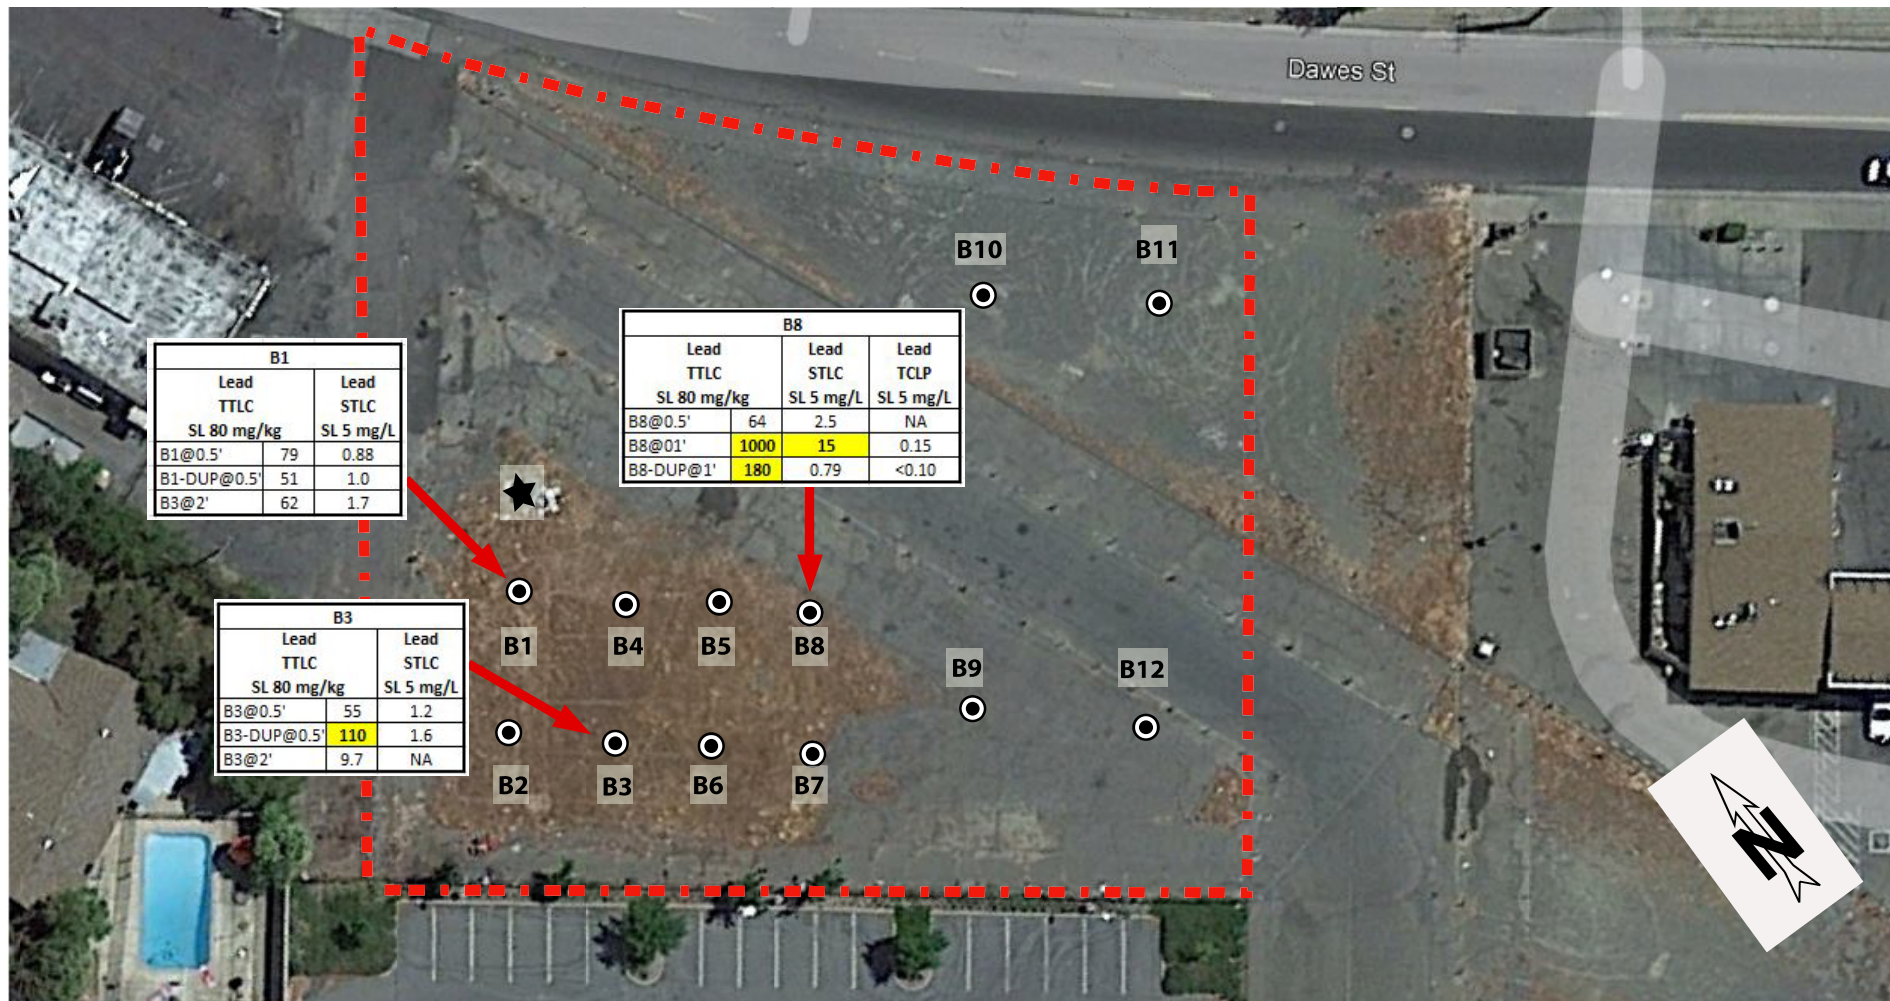 Dawes St
B10
B11
B8
Lead Lead Lead
TTLC STLC TCLP
SL 80 mg/kg SL 5 mg/L SL 5 mg/L
B8@0.5' 64 2.5 NA
B8@01' 1000 15 0.15
B8-DUP@1' 180 0.79 <0.10
B1
Lead Lead
TTLC STLC
SL 80 mg/kg SL 5 mg/L
B1@0.5' 79 0.88
B1-DUP@0.5' 51 1.0
B3@2' 62 1.7
B3
Lead Lead
TTLC STLC
SL 80 mg/kg SL 5 mg/L
B3@0.5' 55 1.2
B3-DUP@0.5' 110 1.6
B3@2' 9.7 NA
B1
B4
B5
B8
B9
B12
B2
B3
B6
B7
N